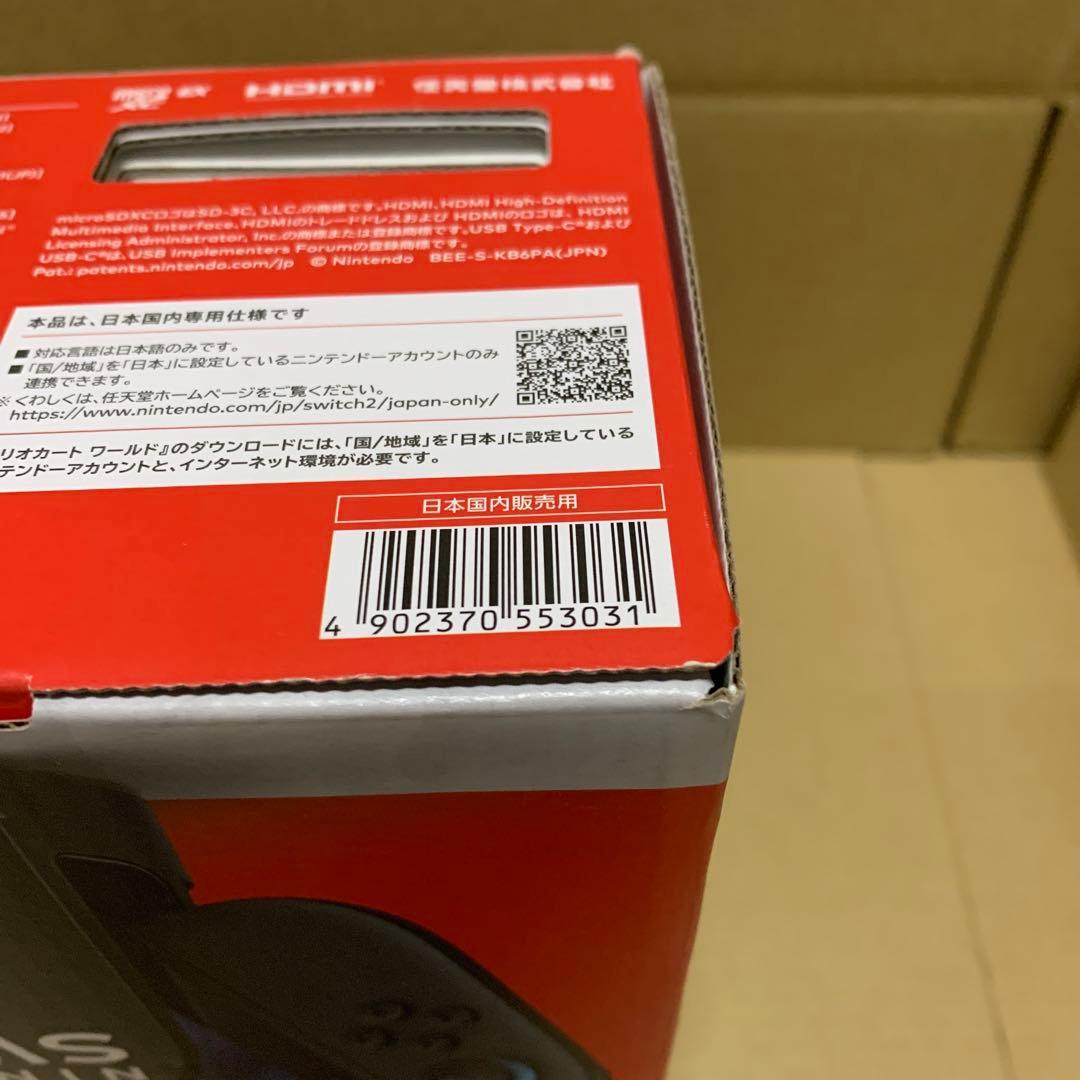 micro SD XC EX HDMI 任天堂株式会社
microSDXCロゴはSD-3C, LLC.の商標です。HDMI、HDMI High-Definition
Multimedia Interface、HDMIのトレードドレスおよび HDMIのロゴは、HDMI
Licensing Administrator, Inc.の商標または登録商標です。USB Type-C®および
USB-C®は、USB Implementers Forumの登録商標です。
Pat.: patents.nintendo.com/jp © Nintendo BEE-S-KB6PA(JPN)
本品は、日本国内専用仕様です
■ 対応言語は日本語のみです。
■ 「国/地域」を「日本」に設定しているニンテンドーアカウントのみ
連携できます。
※ くわしくは、任天堂ホームページをご覧ください。
https://www.nintendo.com/jp/switch2/japan-only/
リオカート ワールド』のダウンロードには、「国/地域」を「日本」に設定している
テンドーアカウントと、インターネット環境が必要です。
日本国内販売用
4 902370 553031